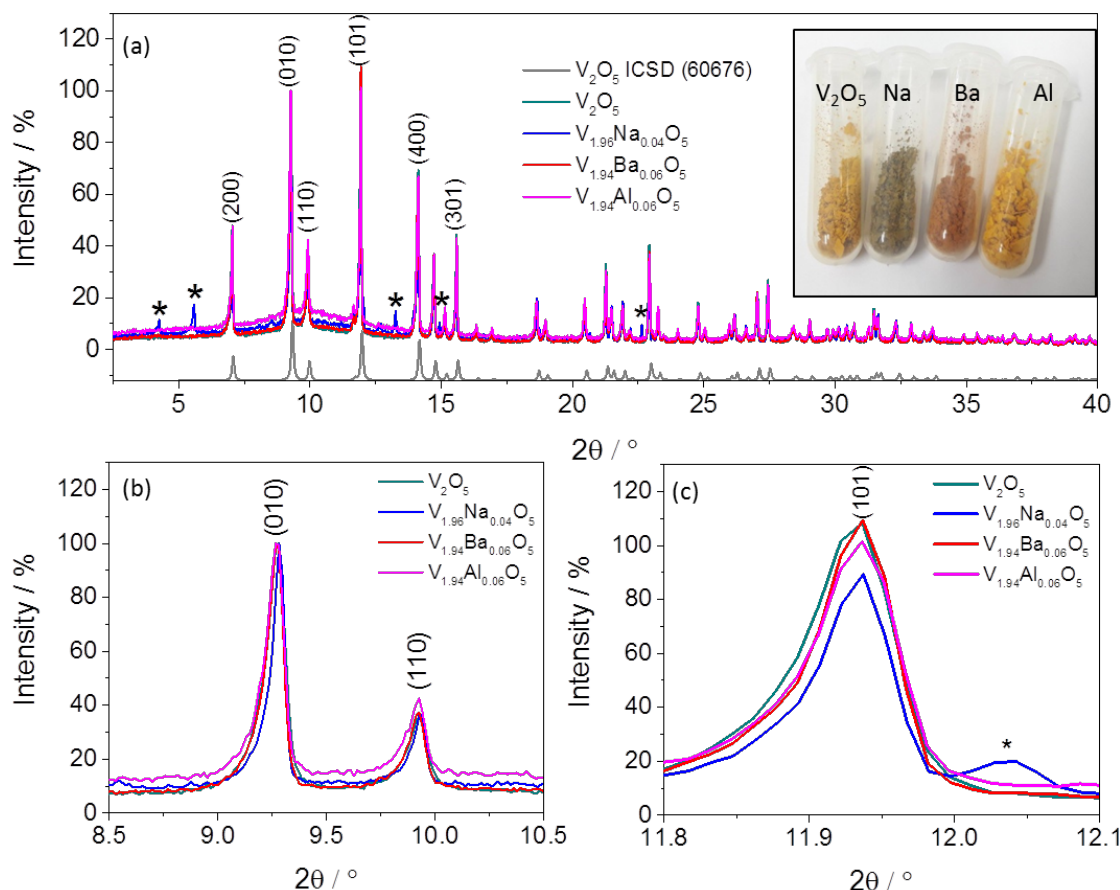 (a)
120
100
80
60
40
20
0
Intensity / %
(200)
(010)
(110)
(101)
(400)
(301)
* * * * *
V₂O₅ ICSD (60676)
V₂O₅
V₁.₉₆Na₀.₀₄O₅
V₁.₉₄Ba₀.₀₆O₅
V₁.₉₄Al₀.₀₆O₅
V₂O₅ Na Ba Al
5 10 15 20 25 30 35 40
2θ / °
(b)
120
100
80
60
40
20
0
Intensity / %
(010)
(110)
V₂O₅
V₁.₉₆Na₀.₀₄O₅
V₁.₉₄Ba₀.₀₆O₅
V₁.₉₄Al₀.₀₆O₅
8.5 9.0 9.5 10.0 10.5
2θ / °
(c)
120
100
80
60
40
20
0
Intensity / %
(101)
V₂O₅
V₁.₉₆Na₀.₀₄O₅
V₁.₉₄Ba₀.₀₆O₅
V₁.₉₄Al₀.₀₆O₅
*
11.8 11.9 12.0 12.1
2θ / °